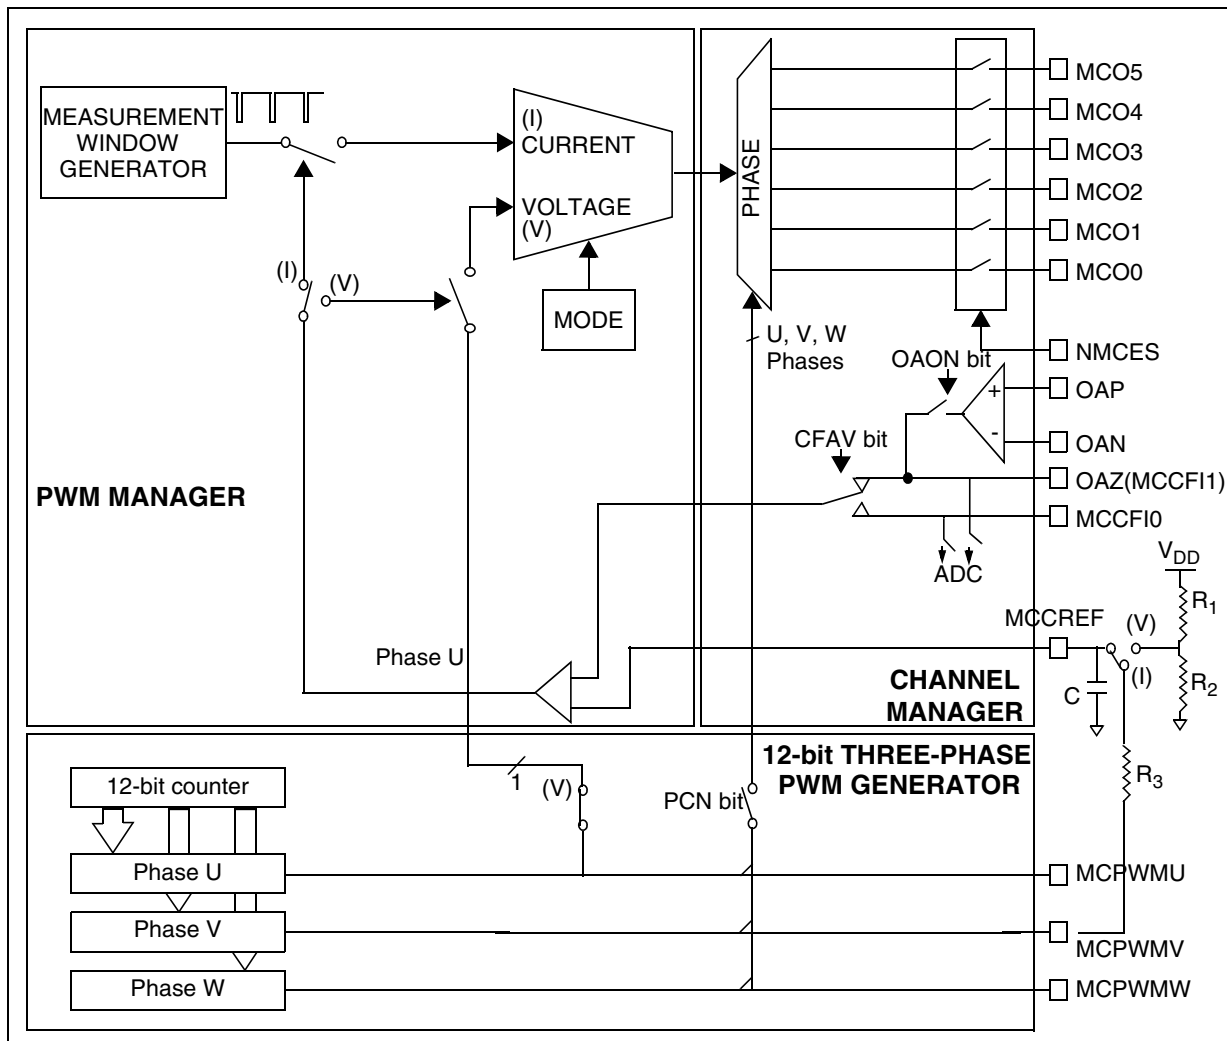 MEASUREMENT
WINDOW
GENERATOR
(I)
CURRENT
VOLTAGE
(V)
MODE
(I)
(V)
PWM MANAGER
Phase U
PHASE
U, V, W
Phases
MCO5
MCO4
MCO3
MCO2
MCO1
MCO0
NMCES
OAON bit
+
-
OAP
OAN
CFAV bit
OAZ(MCCFI1)
MCCFI0
ADC
VDD
R1
MCCREF
(V)
(I)
R2
C
R3
CHANNEL
MANAGER
12-bit THREE-PHASE
PWM GENERATOR
12-bit counter
1
(V)
PCN bit
Phase U
Phase V
Phase W
MCPWMU
MCPWMV
MCPWMW